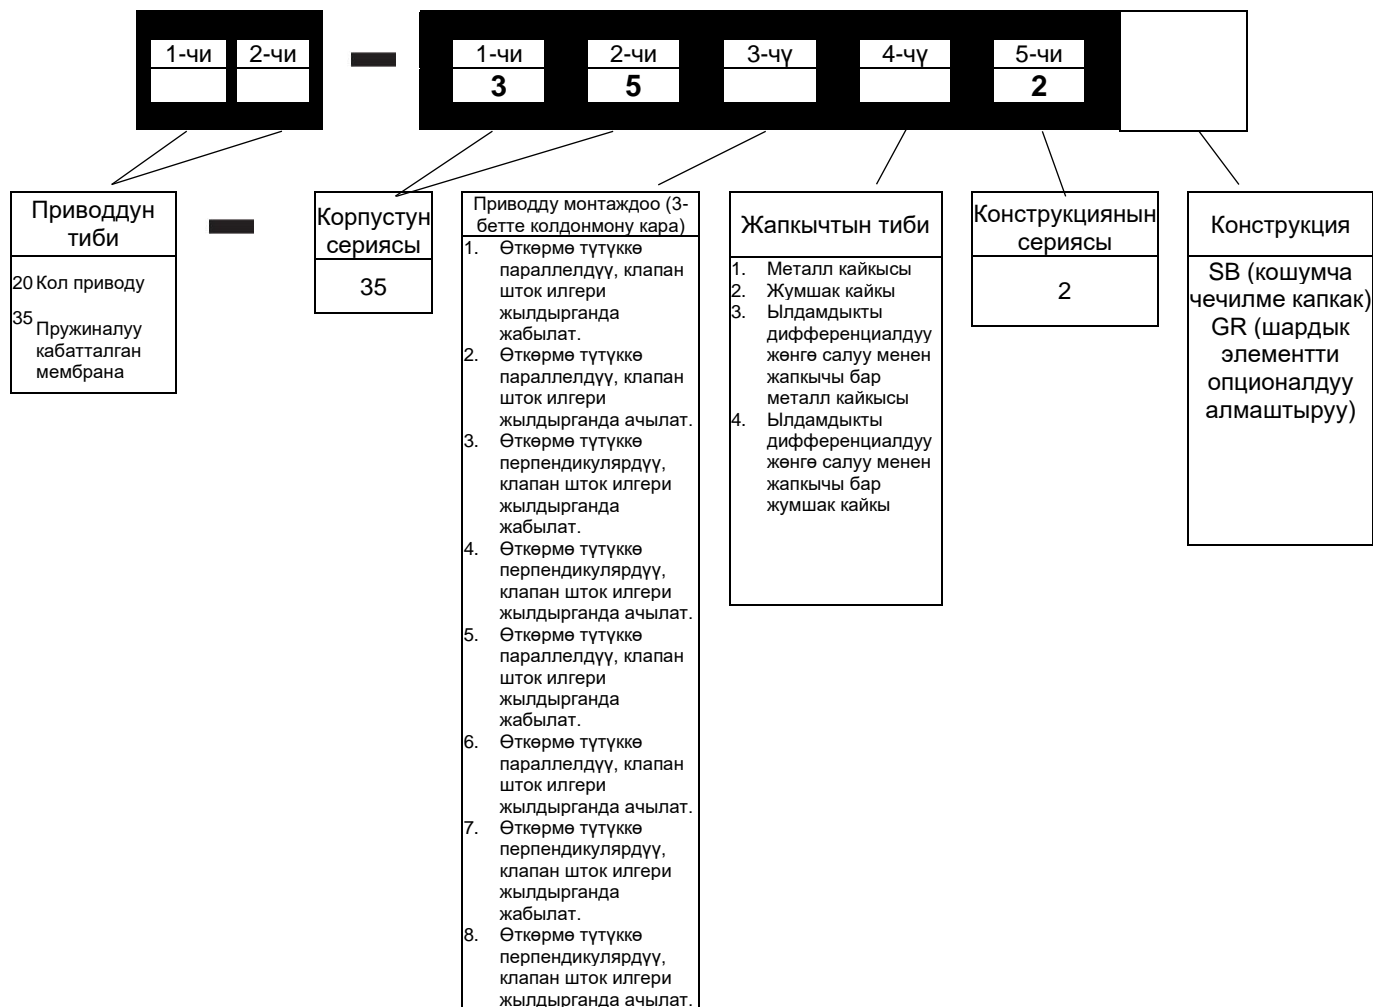 1-чи 2-чи 1-чи 2-чи 3-чү 4-чү 5-чи
3 5 2
Приводдун
тиби
20 Кол приводу
35 Пружиналуу
кабатталган
мембрана
Корпустун
сериясы
35
Приводду монтаждоо (3-
бетте колдонмону кара)
1. Өткөрмө түтүккө
параллелдүү, клапан
шток илгери
жылдырганда
жабылат.
2. Өткөрмө түтүккө
параллелдүү, клапан
шток илгери
жылдырганда ачылат.
3. Өткөрмө түтүккө
перпендикулярдүү,
клапан шток илгери
жылдырганда
жабылат.
4. Өткөрмө түтүккө
перпендикулярдүү,
клапан шток илгери
жылдырганда ачылат.
5. Өткөрмө түтүккө
параллелдүү, клапан
шток илгери
жылдырганда
жабылат.
6. Өткөрмө түтүккө
параллелдүү, клапан
шток илгери
жылдырганда ачылат.
7. Өткөрмө түтүккө
перпендикулярдүү,
клапан шток илгери
жылдырганда
жабылат.
8. Өткөрмө түтүккө
перпендикулярдүү,
клапан шток илгери
жылдырганда ачылат.
Жапкычтын тиби
1. Металл кайкысы
2. Жумшак кайкы
3. Ылдамдыкты
дифференциалдуу
жөнгө салуу менен
жапкычы бар
металл кайкысы
4. Ылдамдыкты
дифференциалдуу
жөнгө салуу менен
жапкычы бар
жумшак кайкы
Конструкциянын
сериясы
2
Конструкция
SB (кошумча
чечилме капкак)
GR (шардык
элементти
опционалдуу
алмаштыруу)